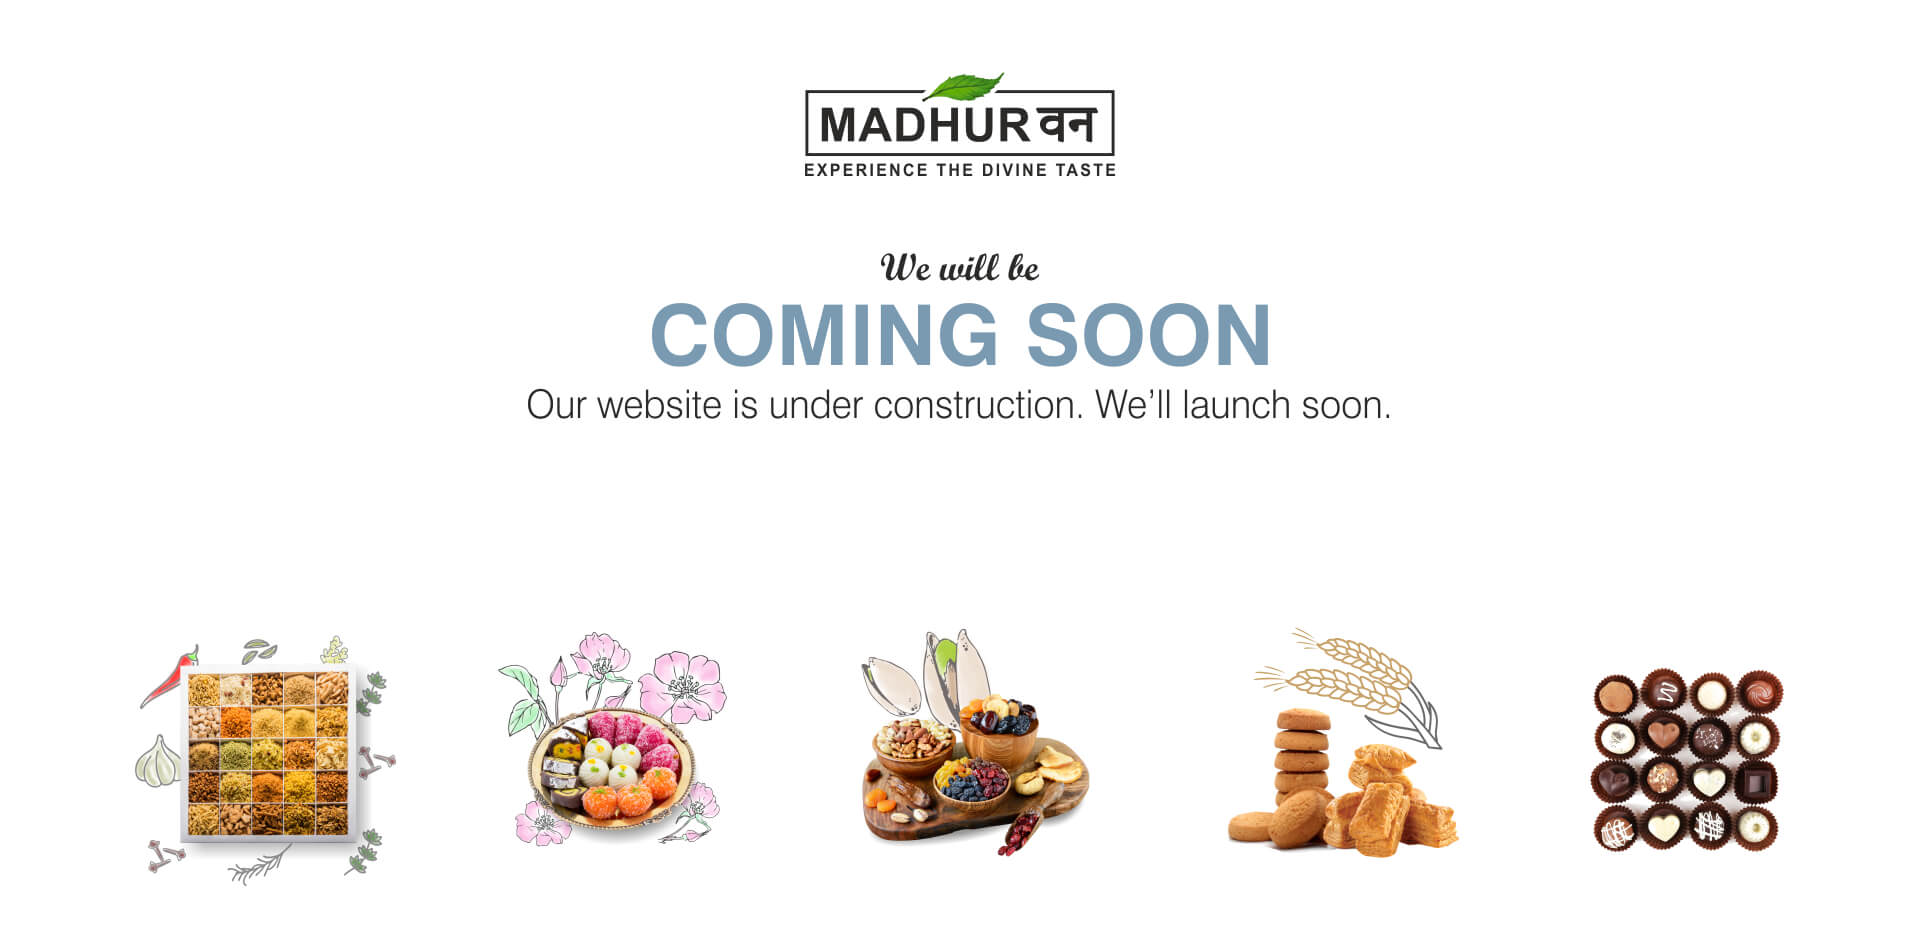 MADHUR वन
EXPERIENCE THE DIVINE TASTE
We will be
COMING SOON
Our website is under construction. We’ll launch soon.